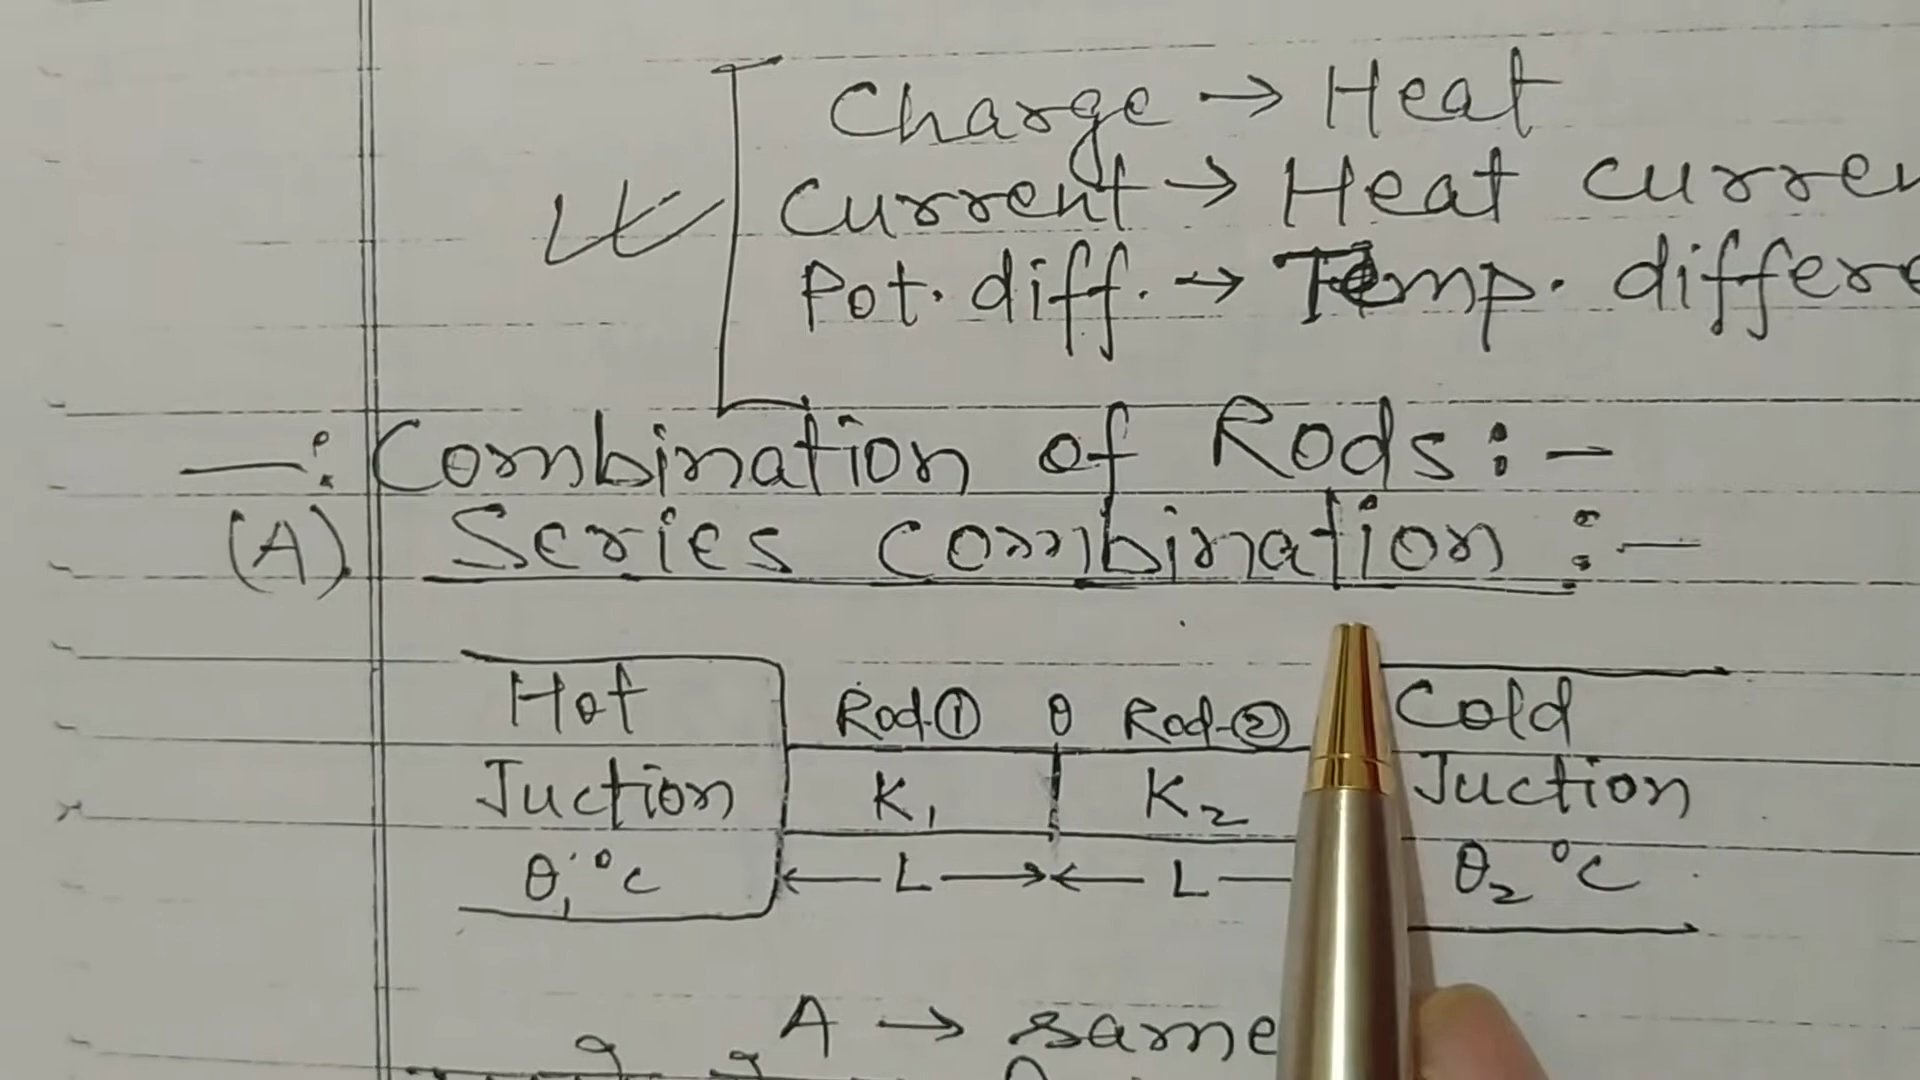 Charge → Heat
Current → Heat curren
Pot. diff. → Temp. differe
—: Combination of Rods :-
(A). Series combination :-
Hot Rod-① θ Rod-② Cold
Juction K₁ K₂ Juction
θ₁°C ← L → ← L — θ₂°C
A → same